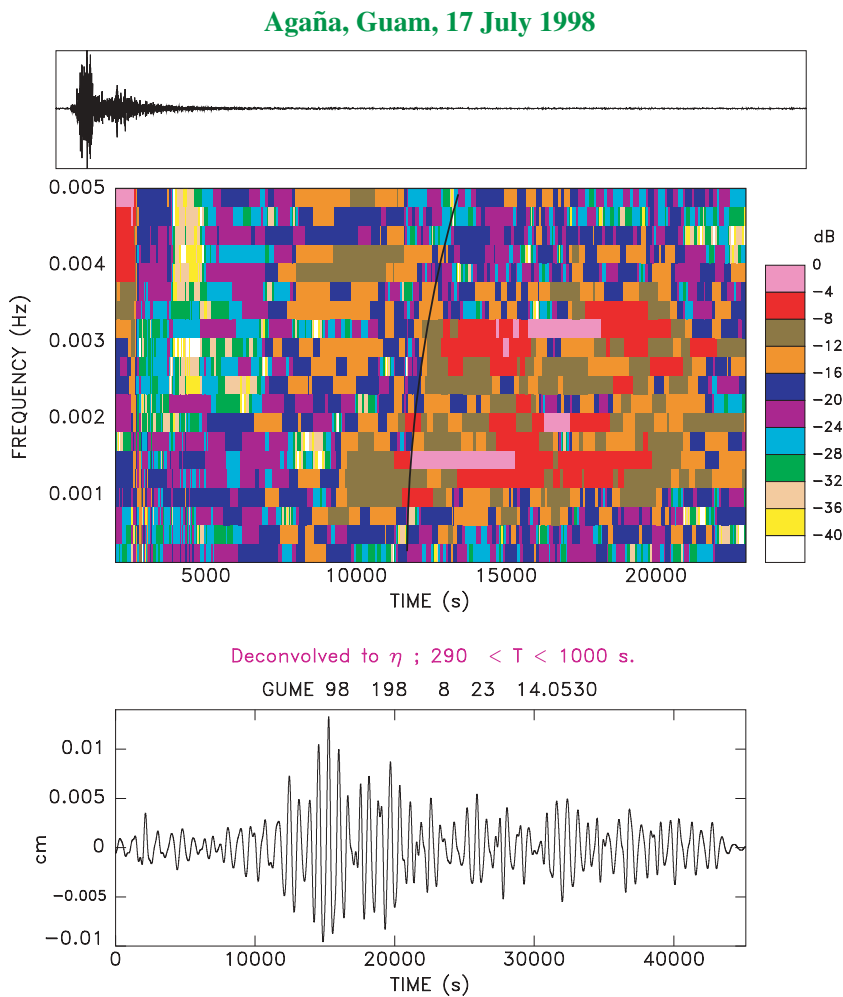 Agaña, Guam, 17 July 1998
0.005
0.004
0.003
0.002
0.001
FREQUENCY (Hz)
5000 10000 15000 20000
TIME (s)
dB
0
−4
−8
−12
−16
−20
−24
−28
−32
−36
−40
Deconvolved to η ; 290 < T < 1000 s.
GUME 98 198 8 23 14.0530
0.01
0.005
0
−0.005
−0.01
cm
0 10000 20000 30000 40000
TIME (s)